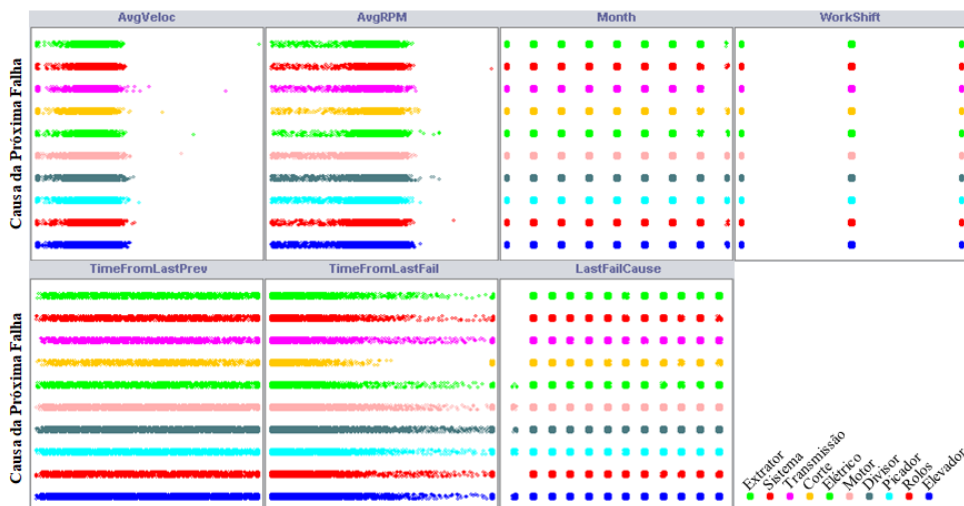 AvgVeloc AvgRPM Month WorkShift
Causa da Próxima Falha
TimeFromLastPrev TimeFromLastFail LastFailCause
Causa da Próxima Falha
Extrator Sistema Transmissão Corte Elétrico Motor Divisor Picador Rolos Elevador